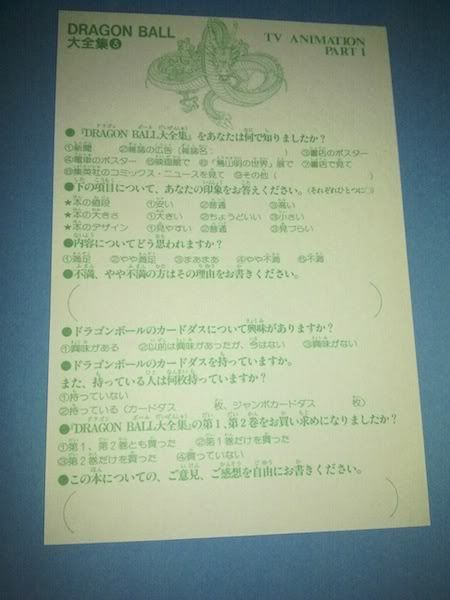 DRAGON BALL
大全集③
TV ANIMATION
PART 1
●『DRAGON BALL大全集』をあなたは何で知りましたか？
①新聞 ②雑誌の広告（雑誌名： ） ③書店のポスター
④電車のポスター ⑤映画館で ⑥「鳥山明の世界」展で ⑦書店で見て
⑧集英社のコミックス・ニュースを見て ⑨その他（ ）
●下の項目について、あなたの印象をお答えください。（それぞれひとつに○）
★本の値段 ①安い ②普通 ③高い
★本の大きさ ①大きい ②ちょうどいい ③小さい
★本のデザイン ①見やすい ②普通 ③見づらい
●内容についてどう思われますか？
①満足 ②やや満足 ③まあまあ ④やや不満 ⑤不満
●不満、やや不満の方はその理由をお書きください。
●ドラゴンボールのカードダスについて興味がありますか？
①興味がある ②以前は興味があったが、今はない ③興味がない
●ドラゴンボールのカードダスを持っていますか。
また、持っている人は何枚持っていますか？
①持っていない
②持っている（カードダス 枚、ジャンボカードダス 枚）
●『DRAGON BALL大全集』の第1、第2巻をお買い求めになりましたか？
①第1、第2巻とも買った ②第1巻だけを買った
③第2巻だけを買った ④買っていない
●この本についての、ご意見、ご感想を自由にお書きください。